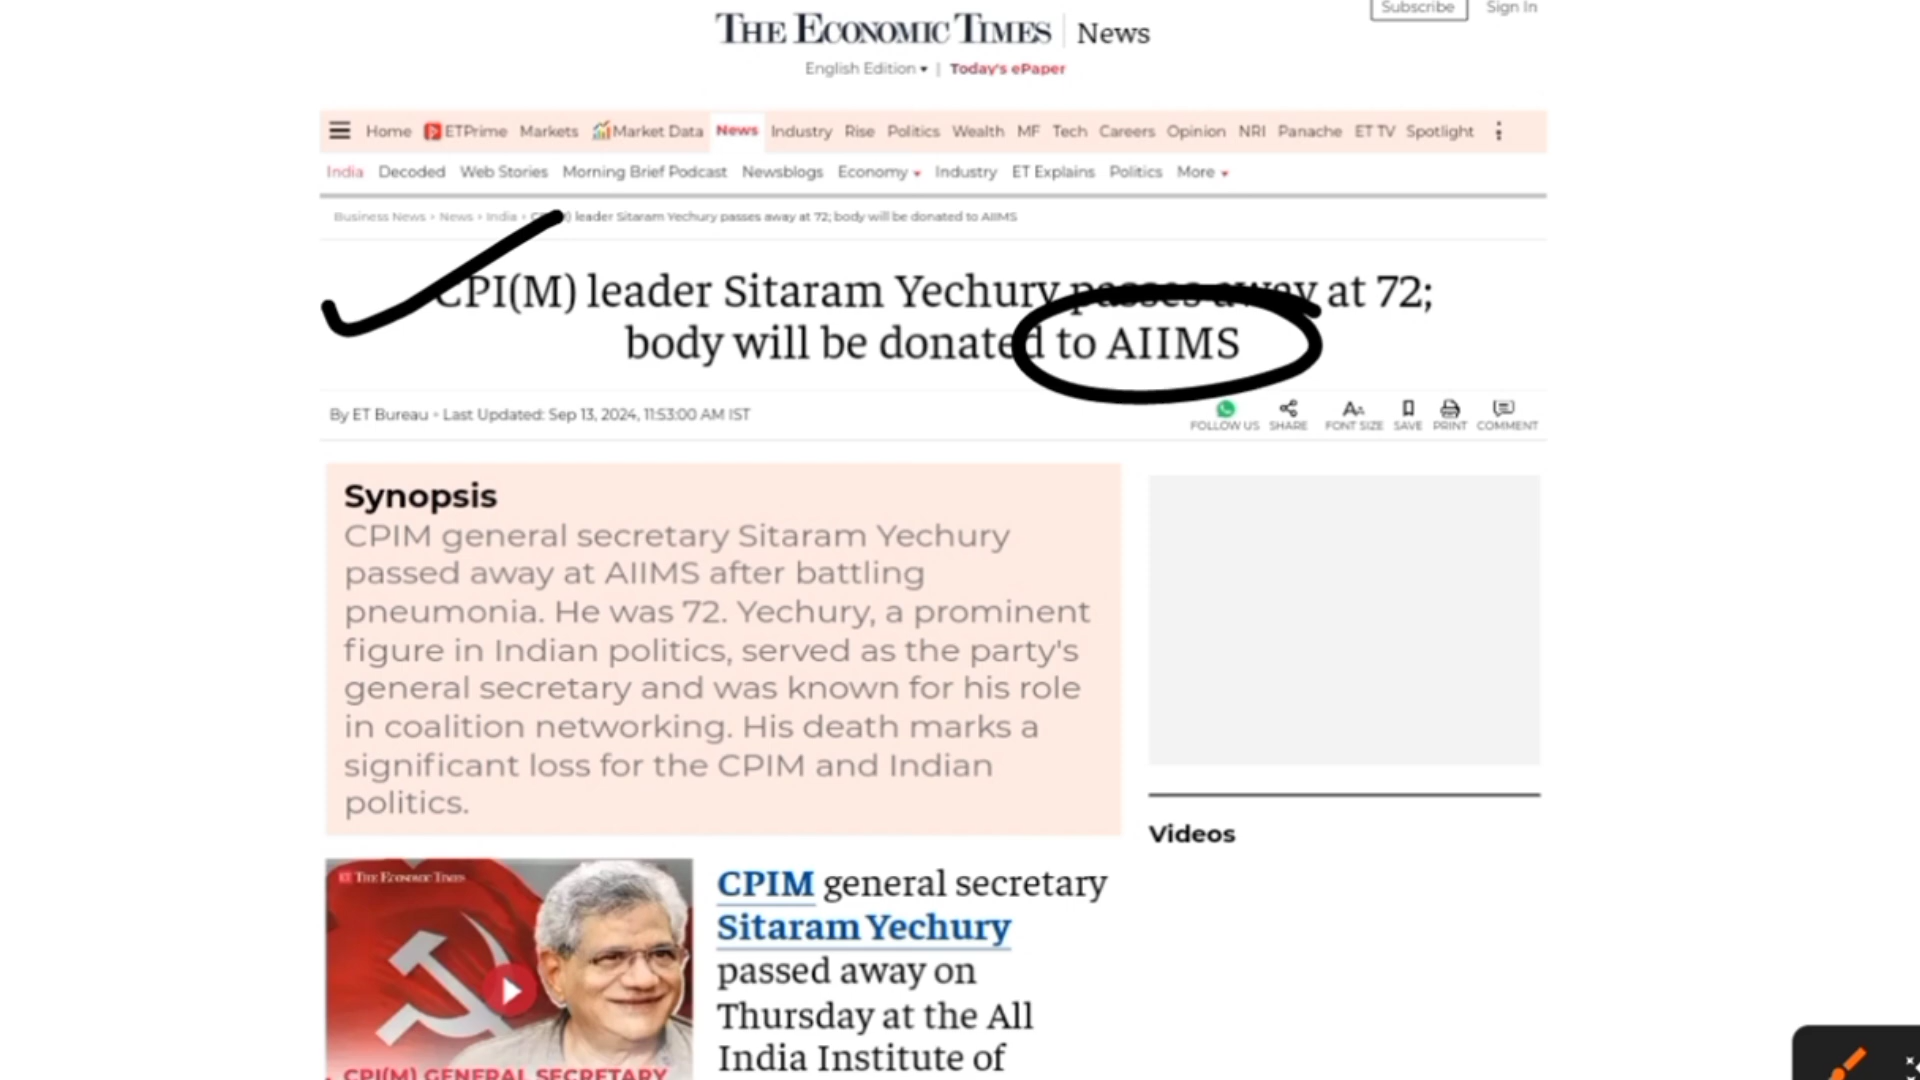 Subscribe Sign In
THE ECONOMIC TIMES | News
English Edition ▾ | Today's ePaper
Home ETPrime Markets Market Data News Industry Rise Politics Wealth MF Tech Careers Opinion NRI Panache ET TV Spotlight
India Decoded Web Stories Morning Brief Podcast Newsblogs Economy ▾ Industry ET Explains Politics More ▾
Business News › News › India › leader Sitaram Yechury passes away at 72; body will be donated to AIIMS
CPI(M) leader Sitaram Yechury passes away at 72;
body will be donated to AIIMS
By ET Bureau • Last Updated: Sep 13, 2024, 11:53:00 AM IST
FOLLOW US SHARE FONT SIZE SAVE PRINT COMMENT
Synopsis
CPIM general secretary Sitaram Yechury
passed away at AIIMS after battling
pneumonia. He was 72. Yechury, a prominent
figure in Indian politics, served as the party's
general secretary and was known for his role
in coalition networking. His death marks a
significant loss for the CPIM and Indian
politics.
Videos
ET THE ECONOMIC TIMES
CPI(M) GENERAL SECRETARY
CPIM general secretary
Sitaram Yechury
passed away on
Thursday at the All
India Institute of